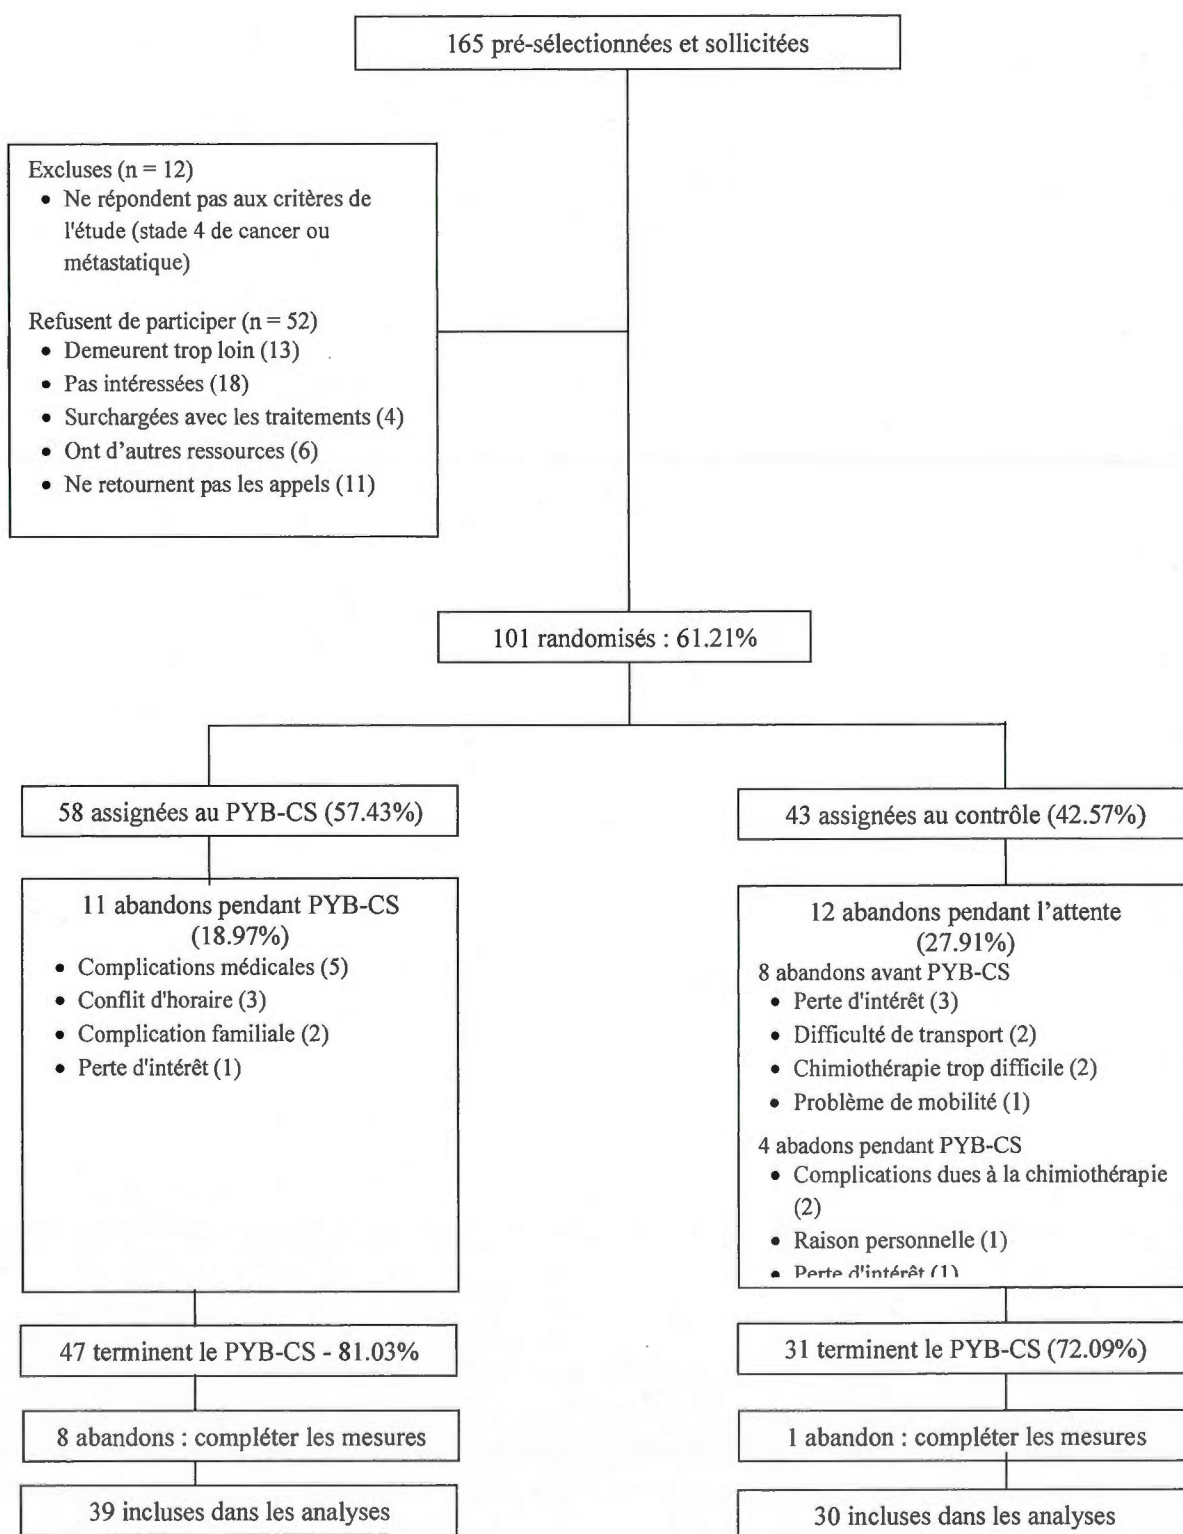 165 pré-sélectionnées et sollicitées
Excluses (n = 12)
• Ne répondent pas aux critères de
l'étude (stade 4 de cancer ou
métastatique)
Refusent de participer (n = 52)
• Demeurent trop loin (13)
• Pas intéressées (18)
• Surchargées avec les traitements (4)
• Ont d'autres ressources (6)
• Ne retournent pas les appels (11)
101 randomisés : 61.21%
58 assignées au PYB-CS (57.43%)
11 abandons pendant PYB-CS
(18.97%)
• Complications médicales (5)
• Conflit d'horaire (3)
• Complication familiale (2)
• Perte d'intérêt (1)
47 terminent le PYB-CS - 81.03%
8 abandons : compléter les mesures
39 incluses dans les analyses
43 assignées au contrôle (42.57%)
12 abandons pendant l'attente
(27.91%)
8 abandons avant PYB-CS
• Perte d'intérêt (3)
• Difficulté de transport (2)
• Chimiothérapie trop difficile (2)
• Problème de mobilité (1)
4 abadons pendant PYB-CS
• Complications dues à la chimiothérapie
(2)
• Raison personnelle (1)
• Perte d'intérêt (1)
31 terminent le PYB-CS (72.09%)
1 abandon : compléter les mesures
30 incluses dans les analyses